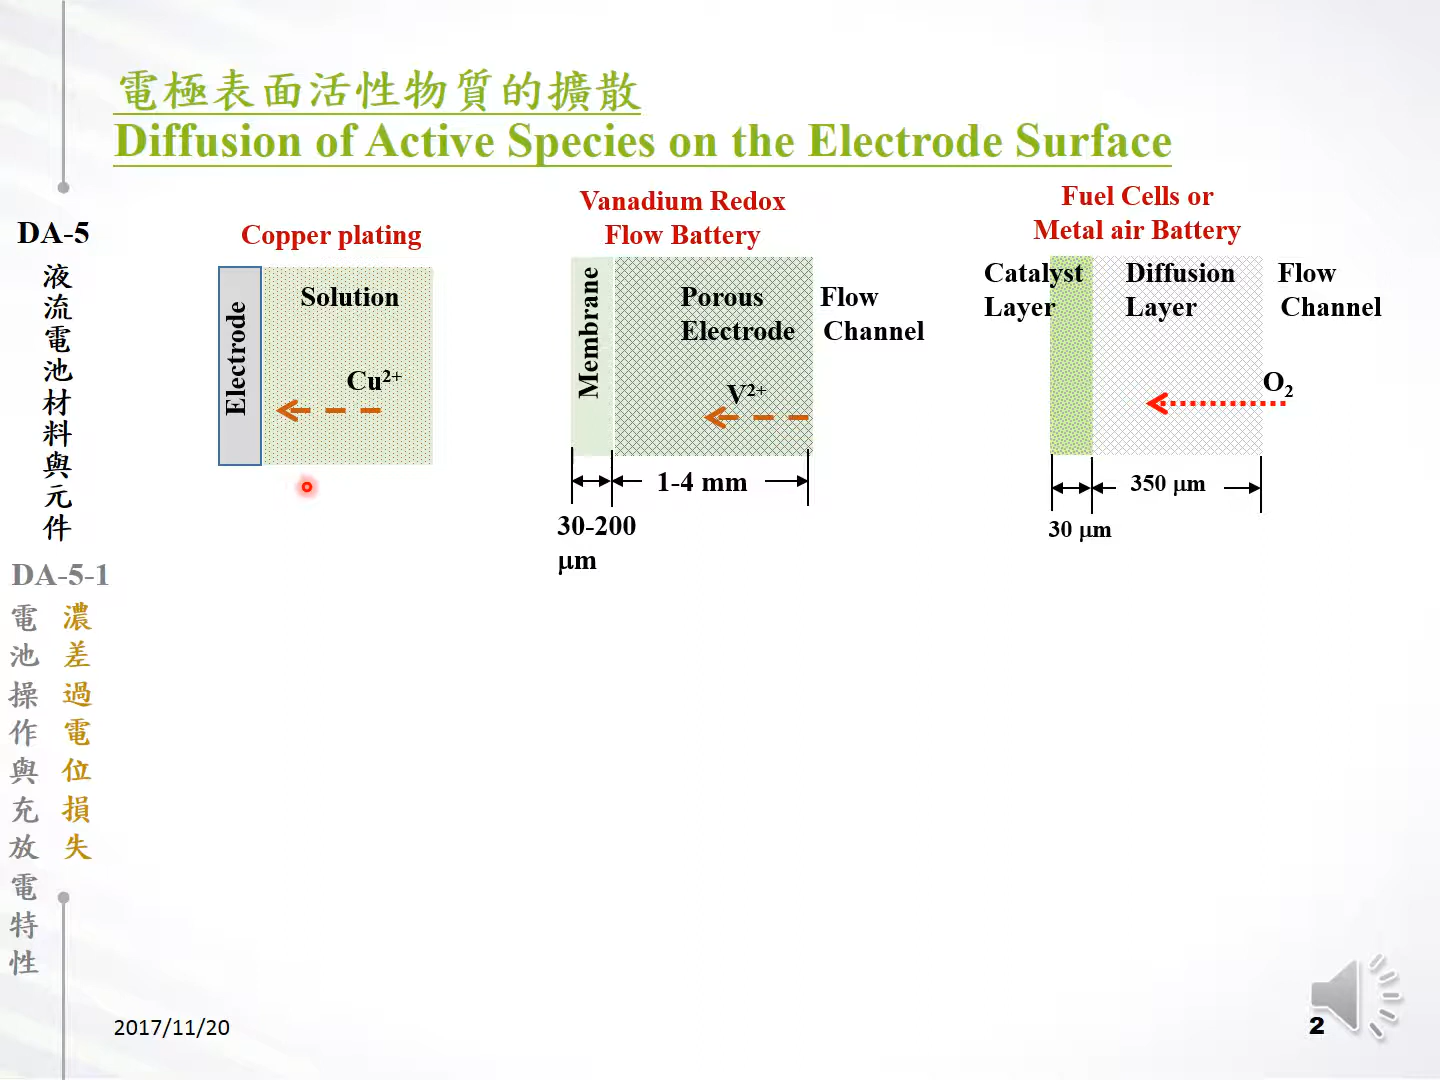 電極表面活性物質的擴散
Diffusion of Active Species on the Electrode Surface
DA-5
液流電池材料與元件
DA-5-1
電池操作與充放電特性
濃差過電位損失
Copper plating
Electrode
Solution
Cu²⁺
Vanadium Redox
Flow Battery
Membrane
Porous
Electrode
Flow
Channel
V²⁺
1-4 mm
30-200
μm
Fuel Cells or
Metal air Battery
Catalyst
Layer
Diffusion
Layer
Flow
Channel
O₂
350 μm
30 μm
2017/11/20
2